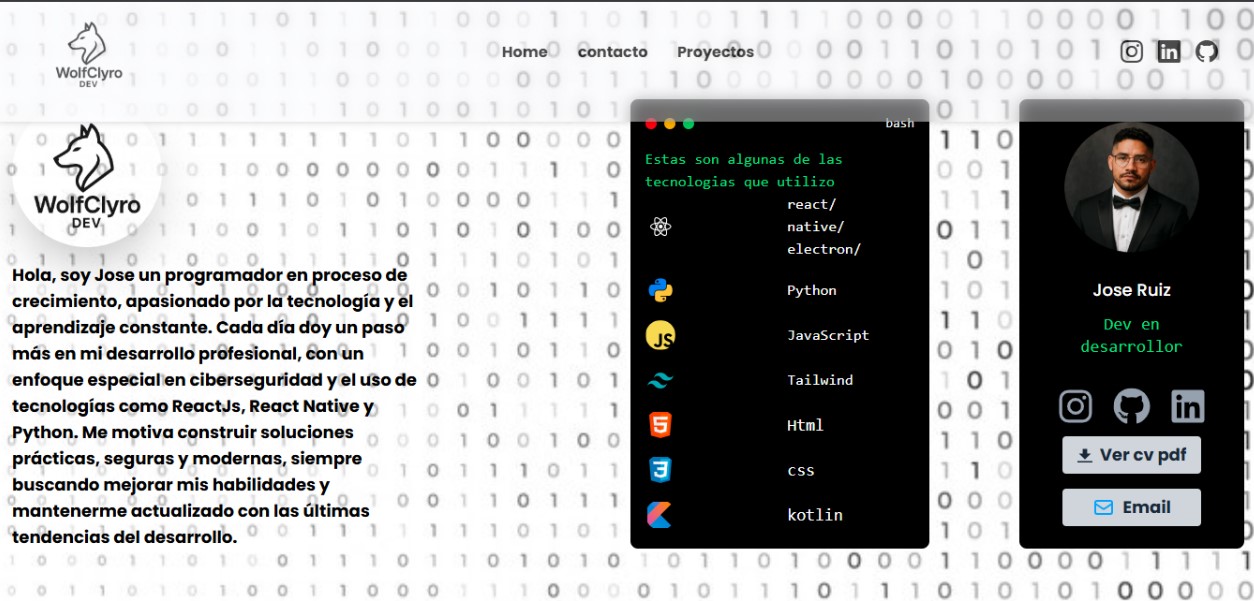 WolfClyro
DEV
Home contacto Proyectos
WolfClyro
DEV
Hola, soy Jose un programador en proceso de
crecimiento, apasionado por la tecnología y el
aprendizaje constante. Cada día doy un paso
más en mi desarrollo profesional, con un
enfoque especial en ciberseguridad y el uso de
tecnologías como ReactJs, React Native y
Python. Me motiva construir soluciones
prácticas, seguras y modernas, siempre
buscando mejorar mis habilidades y
mantenerme actualizado con las últimas
tendencias del desarrollo.
bash
Estas son algunas de las
tecnologias que utilizo
react/
native/
electron/
Python
JS
JavaScript
Tailwind
Html
css
kotlin
Jose Ruiz
Dev en
desarrollor
Ver cv pdf
Email